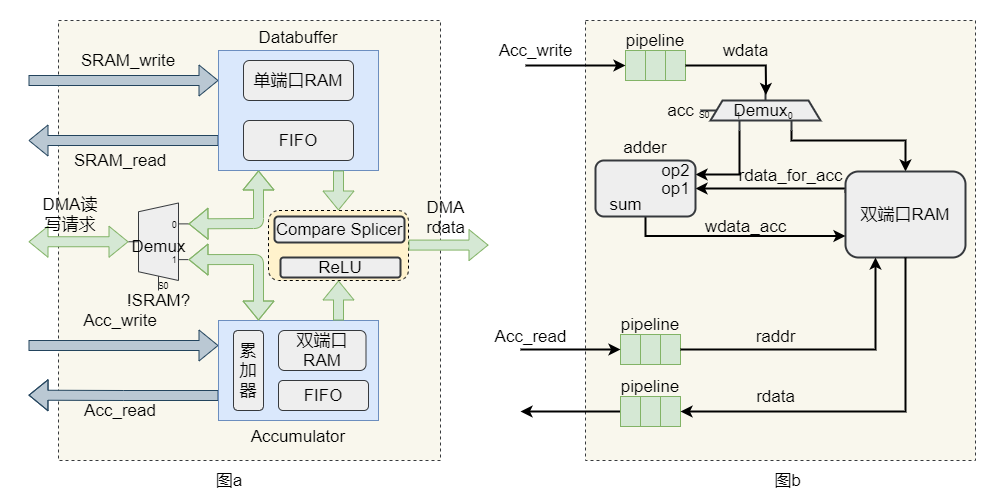 Databuffer
SRAM_write
单端口RAM
FIFO
SRAM_read
DMA读
写请求
Demux
0
1
S0
!SRAM?
Compare Splicer
ReLU
DMA
rdata
Acc_write
累
加
器
双端口
RAM
FIFO
Acc_read
Accumulator
图a
Acc_write
pipeline
wdata
acc
S0
Demux
1
0
adder
op2
op1
sum
rdata_for_acc
wdata_acc
双端口RAM
Acc_read
pipeline
raddr
pipeline
rdata
图b